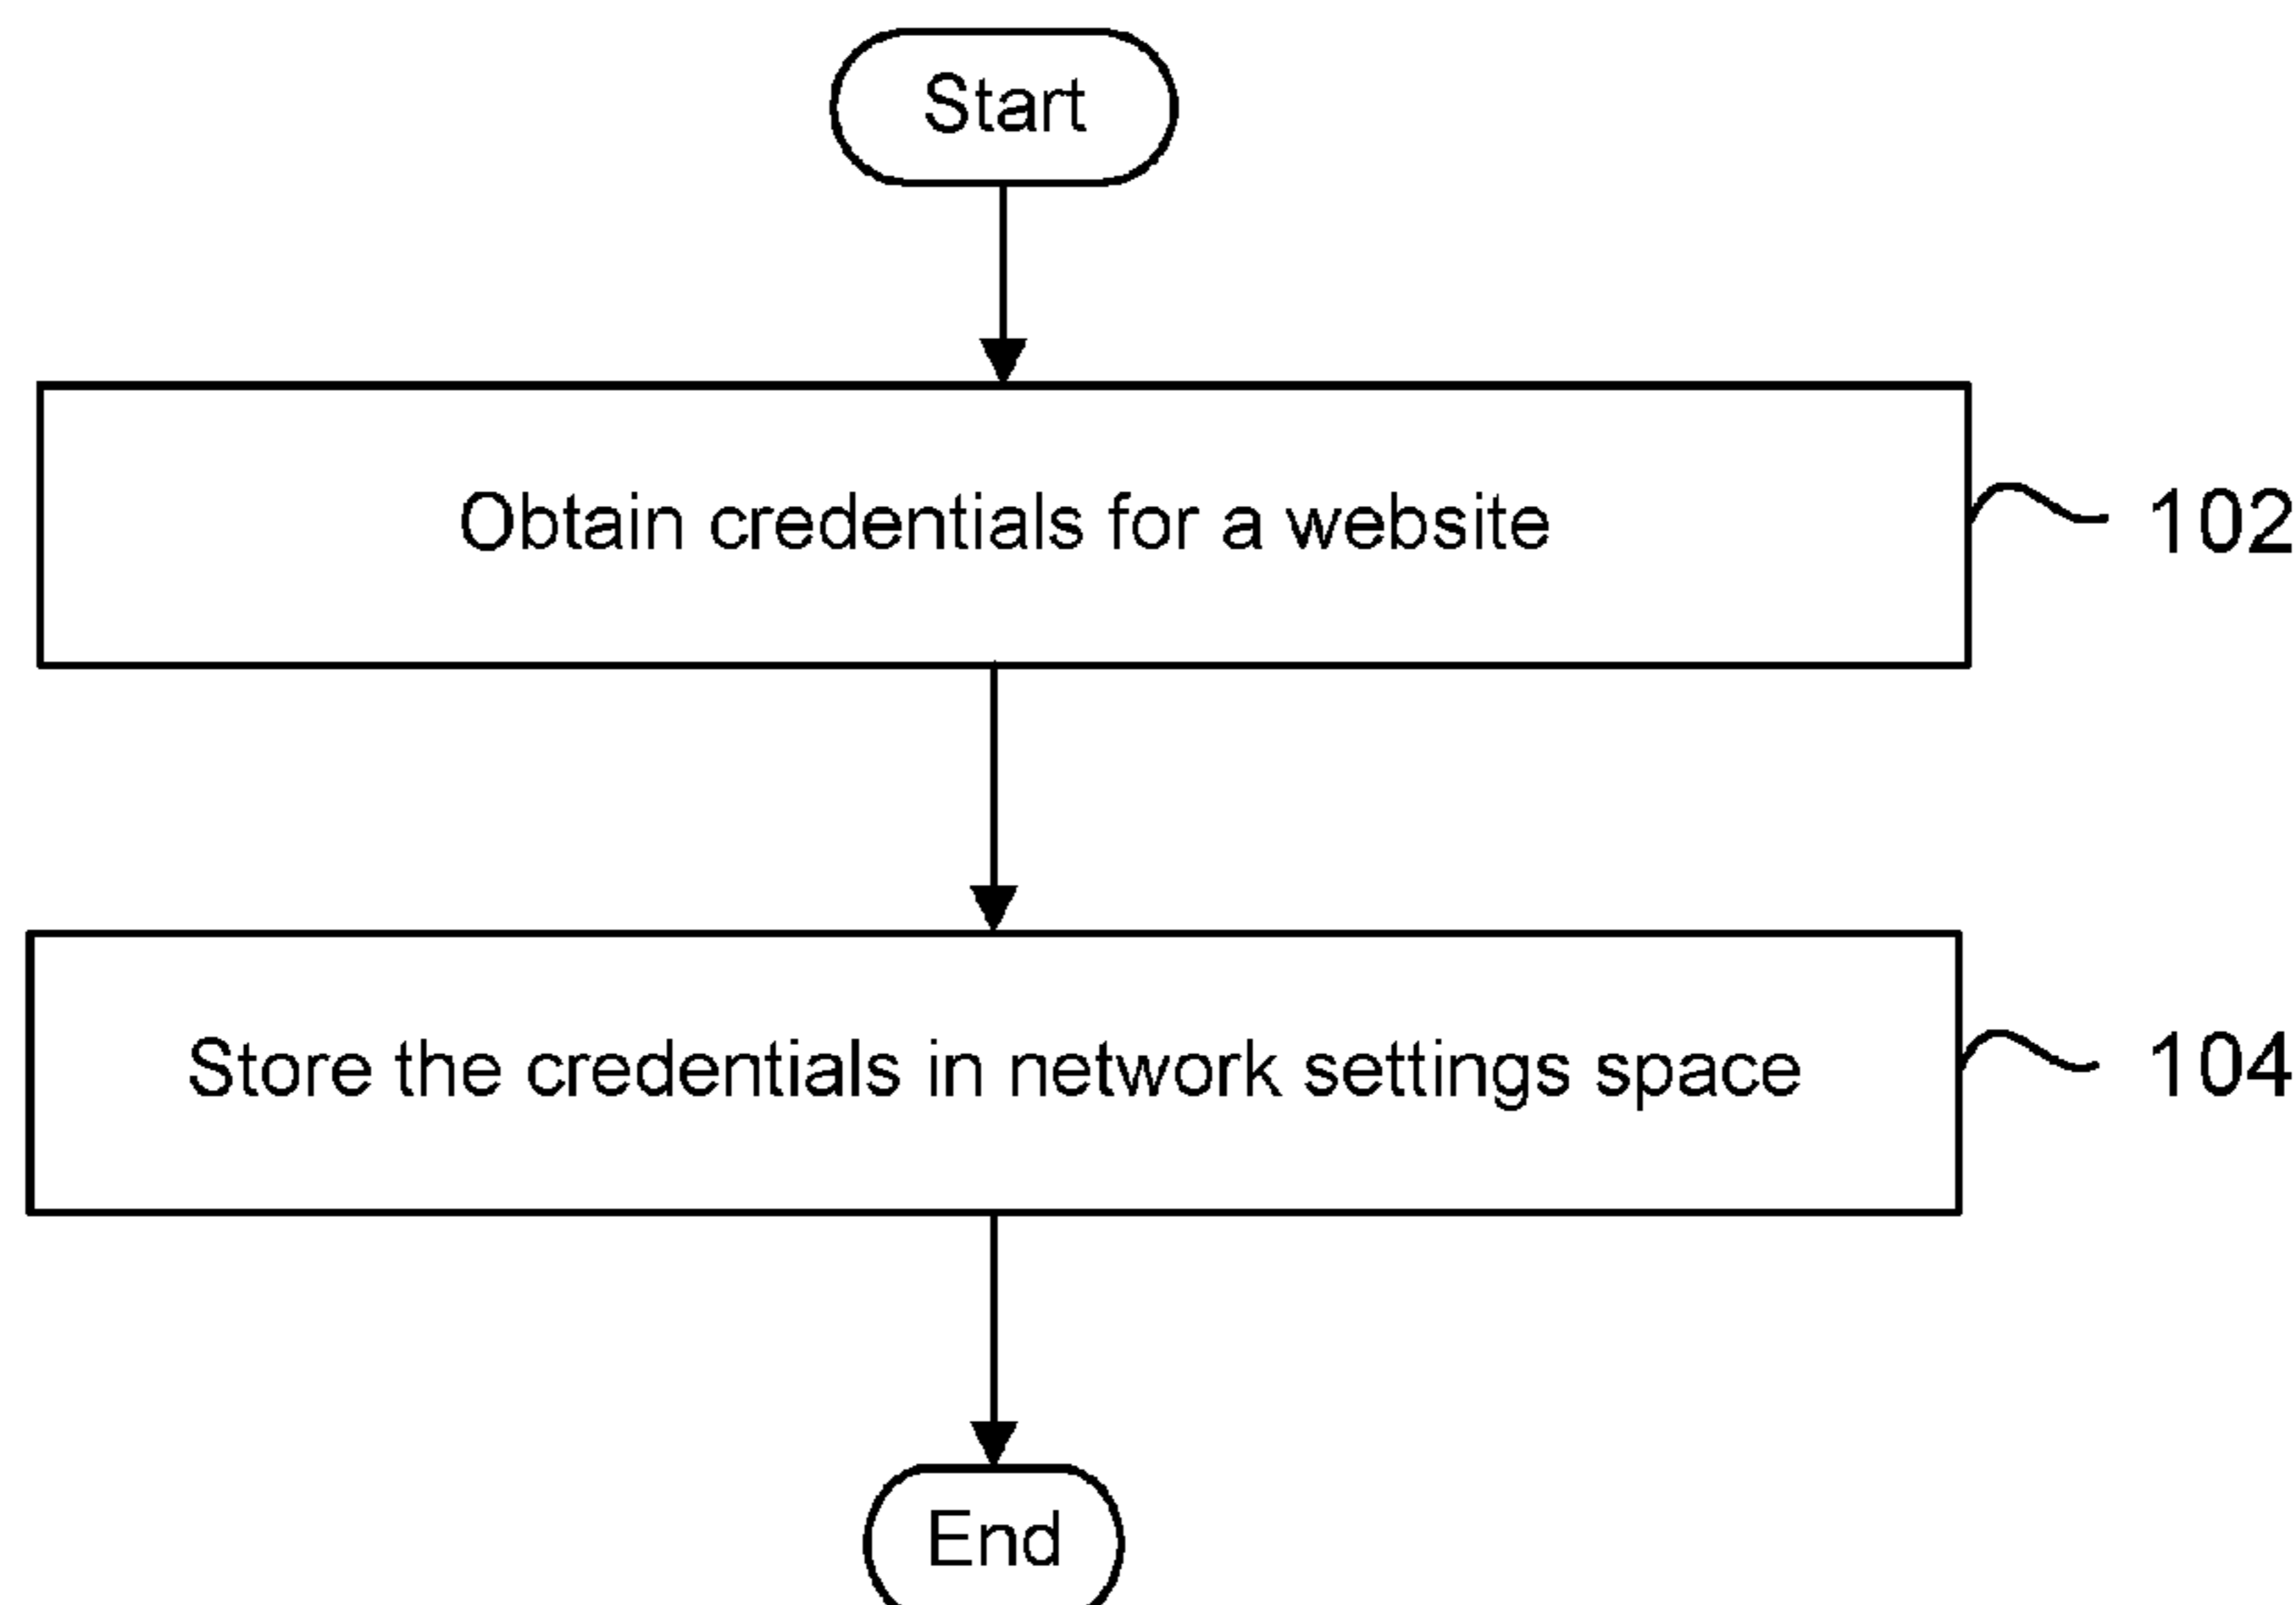 Start
Obtain credentials for a website
102
Store the credentials in network settings space
104
End